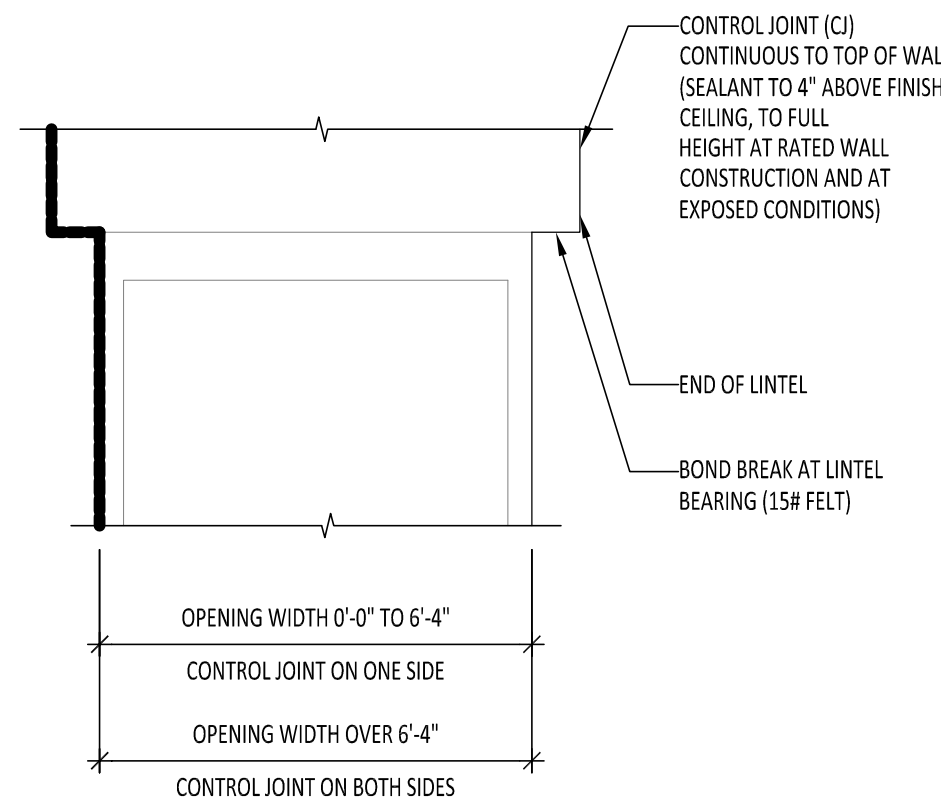 CONTROL JOINT (CJ)
CONTINUOUS TO TOP OF WAL
(SEALANT TO 4" ABOVE FINISH
CEILING, TO FULL
HEIGHT AT RATED WALL
CONSTRUCTION AND AT
EXPOSED CONDITIONS)
END OF LINTEL
BOND BREAK AT LINTEL
BEARING (15# FELT)
OPENING WIDTH 0'-0" TO 6'-4"
CONTROL JOINT ON ONE SIDE
OPENING WIDTH OVER 6'-4"
CONTROL JOINT ON BOTH SIDES